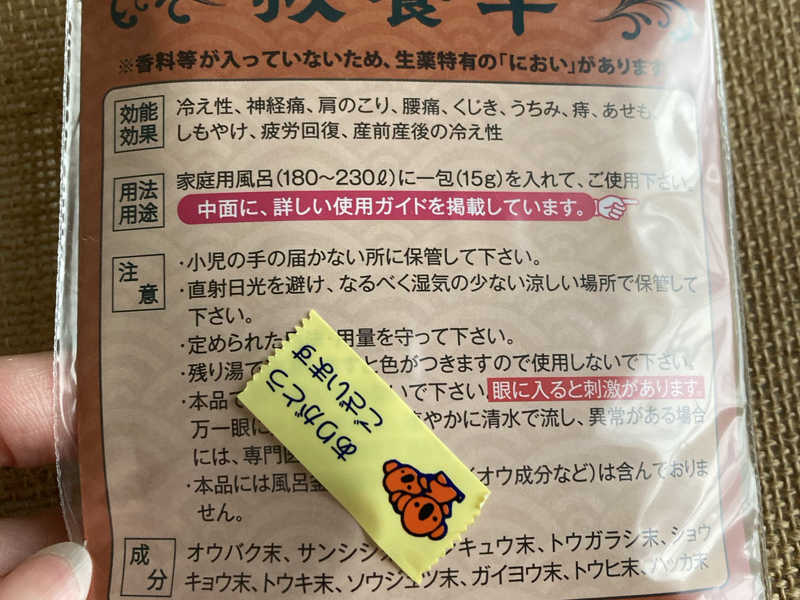 養草
※香料等が入っていないため、生薬特有の「におい」があります
効能
効果
冷え性、神経痛、肩のこり、腰痛、くじき、うちみ、痔、あせも、
しもやけ、疲労回復、産前産後の冷え性
用法
用途
家庭用風呂(180〜230ℓ)に一包(15g)を入れて、ご使用下さい。
中面に、詳しい使用ガイドを掲載しています。
注
意
・小児の手の届かない所に保管して下さい。
・直射日光を避け、なるべく湿気の少ない涼しい場所で保管して
下さい。
・定められた 用量を守って下さい。
・残り湯で と色がつきますので使用しないで下さい。
・本品 いで下さい。眼に入ると刺激があります。
万一眼に やかに清水で流し、異常がある場合
には、専門医
・本品には風呂釜 イオウ成分など)は含んでおりま
せん。
ありがとう
ございます
成
分
オウバク末、サンシシ キュウ末、トウガラシ末、ショウ
キョウ末、トウキ末、ソウジュツ末、ガイヨウ末、トウヒ末、ハッカ末